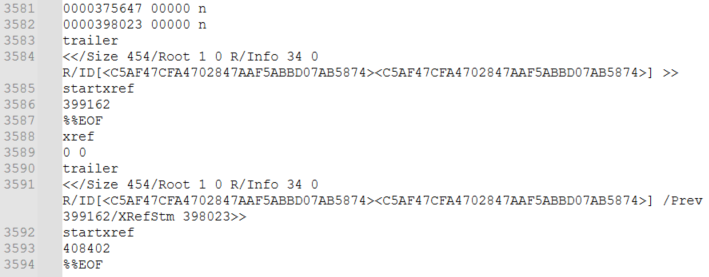 3581 0000375647 00000 n
3582 0000398023 00000 n
3583 trailer
3584 <</Size 454/Root 1 0 R/Info 34 0
R/ID[<C5AF47CFA4702847AAF5ABBD07AB5874><C5AF47CFA4702847AAF5ABBD07AB5874>] >>
3585 startxref
3586 399162
3587 %%EOF
3588 xref
3589 0 0
3590 trailer
3591 <</Size 454/Root 1 0 R/Info 34 0
R/ID[<C5AF47CFA4702847AAF5ABBD07AB5874><C5AF47CFA4702847AAF5ABBD07AB5874>] /Prev
399162/XRefStm 398023>>
3592 startxref
3593 408402
3594 %%EOF